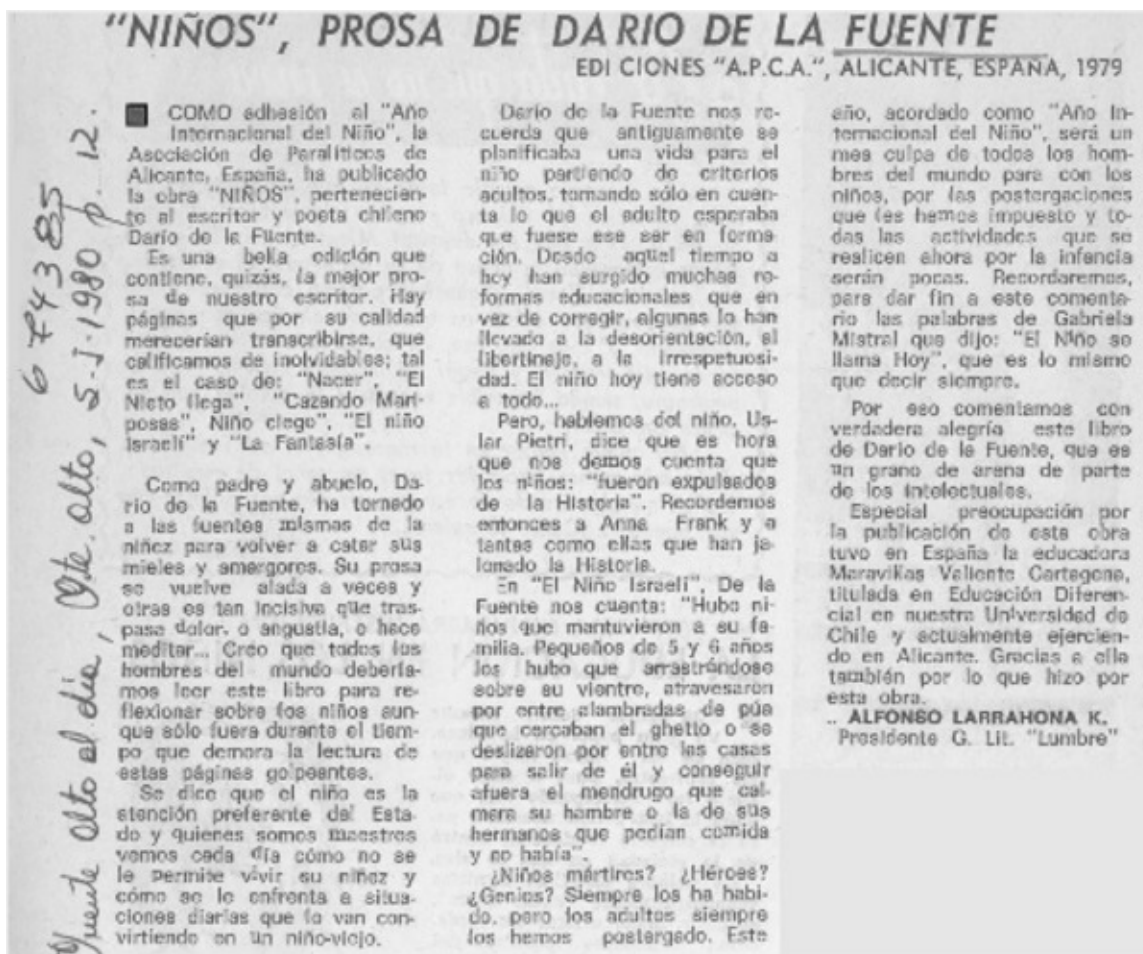 "NIÑOS", PROSA DE DARIO DE LA FUENTE
EDI CIONES "A.P.C.A.", ALICANTE, ESPAÑA, 1979
COMO adhesión al "Año
Internacional del Niño", la
Asociación de Paralíticos de
Alicante, España, ha publicado
la obra "NIÑOS", pertenecien-
te al escritor y poeta chileno
Darío de la Fuente.
Es una bella edición que
contiene, quizás, la mejor pro-
sa de nuestro escritor. Hay
páginas que por su calidad
merecerían transcribirse, que
calificamos de inolvidables; tal
es el caso de: "Nacer", "El
Nieto llega", "Cazando Mari-
posas", Niño ciego", "El niño
Israelí" y "La Fantasía".
Como padre y abuelo, Da-
río de la Fuente, ha tornado
a las fuentes mismas de la
niñez para volver a catar sus
mieles y amargores. Su prosa
se vuelve alada a veces y
otras es tan incisiva que tras-
pasa dolor, o angustia, o hace
meditar... Creo que todos los
hombres del mundo debería-
mos leer este libro para re-
flexionar sobre los niños aun-
que sólo fuera durante el tiem-
po que demora la lectura de
estas páginas golpeantes.
Se dice que el niño es la
atención preferente del Esta-
do y quienes somos maestros
vemos cada día cómo no se
le permite vivir su niñez y
cómo se le enfrenta a situa-
ciones diarias que lo van con-
virtiendo en un niño-viejo.
Darío de la Fuente nos re-
cuerda que antiguamente se
planificaba una vida para el
niño partiendo de criterios
acultos, tomando sólo en cuen-
ta lo que el adulto esperaba
que fuese ese ser en forma-
ción. Desde aquel tiempo a
hoy han surgido muchas re-
formas educacionales que en
vez de corregir, algunas lo han
llevado a la desorientación, al
libertinaje, a la irrespetuosi-
dad. El niño hoy tiene acceso
a todo...
Pero, hablemos del niño. Us-
lar Pietri, dice que es hora
que nos demos cuenta que
los niños: "fueron expulsados
de la Historia". Recordemos
entonces a Anna Frank y a
tantas como ellas que han ja-
lonado la Historia.
En "El Niño Israelí", De la
Fuente nos cuenta: "Hubo ni-
ños que mantuvieron a su fa-
milia. Pequeños de 5 y 6 años
los hubo que arrastrándose
sobre su vientre, atravesaron
por entre alambradas de púa
que cercaban el ghetto o se
deslizaron por entre las casas
para salir de él y conseguir
afuera el mendrugo que cal-
mara su hambre o la de sus
hermanos que pedían comida
y no había".
¿Niños mártires? ¿Héroes?
¿Genios? Siempre los ha habi-
do, pero los adultos siempre
los hemos postergado. Este
año, acordado como "Año In-
ternacional del Niño", será un
mea culpa de todos los hom-
bres del mundo para con los
niños, por las postergaciones
que les hemos impuesto y to-
das las actividades que se
realicen ahora por la infancia
serán pocas. Recordaremos,
para dar fin a este comenta-
rio las palabras de Gabriela
Mistral que dijo: "El Niño se
llama Hoy", que es lo mismo
que decir siempre.
Por eso comentamos con
verdadera alegría este libro
de Darío de la Fuente, que es
un grano de arena de parte
de los intelectuales.
Especial preocupación por
la publicación de esta obra
tuvo en España la educadora
Maravillas Valiente Cartagena,
titulada en Educación Diferen-
cial en nuestra Universidad de
Chile y actualmente ejercien-
do en Alicante. Gracias a ella
también por lo que hizo por
esta obra.
.. ALFONSO LARRAHONA K.
Presidente G. Lit. "Lumbre"
Puente alto al día, Pte. alto, 5-I-1980 p. 12.
674385